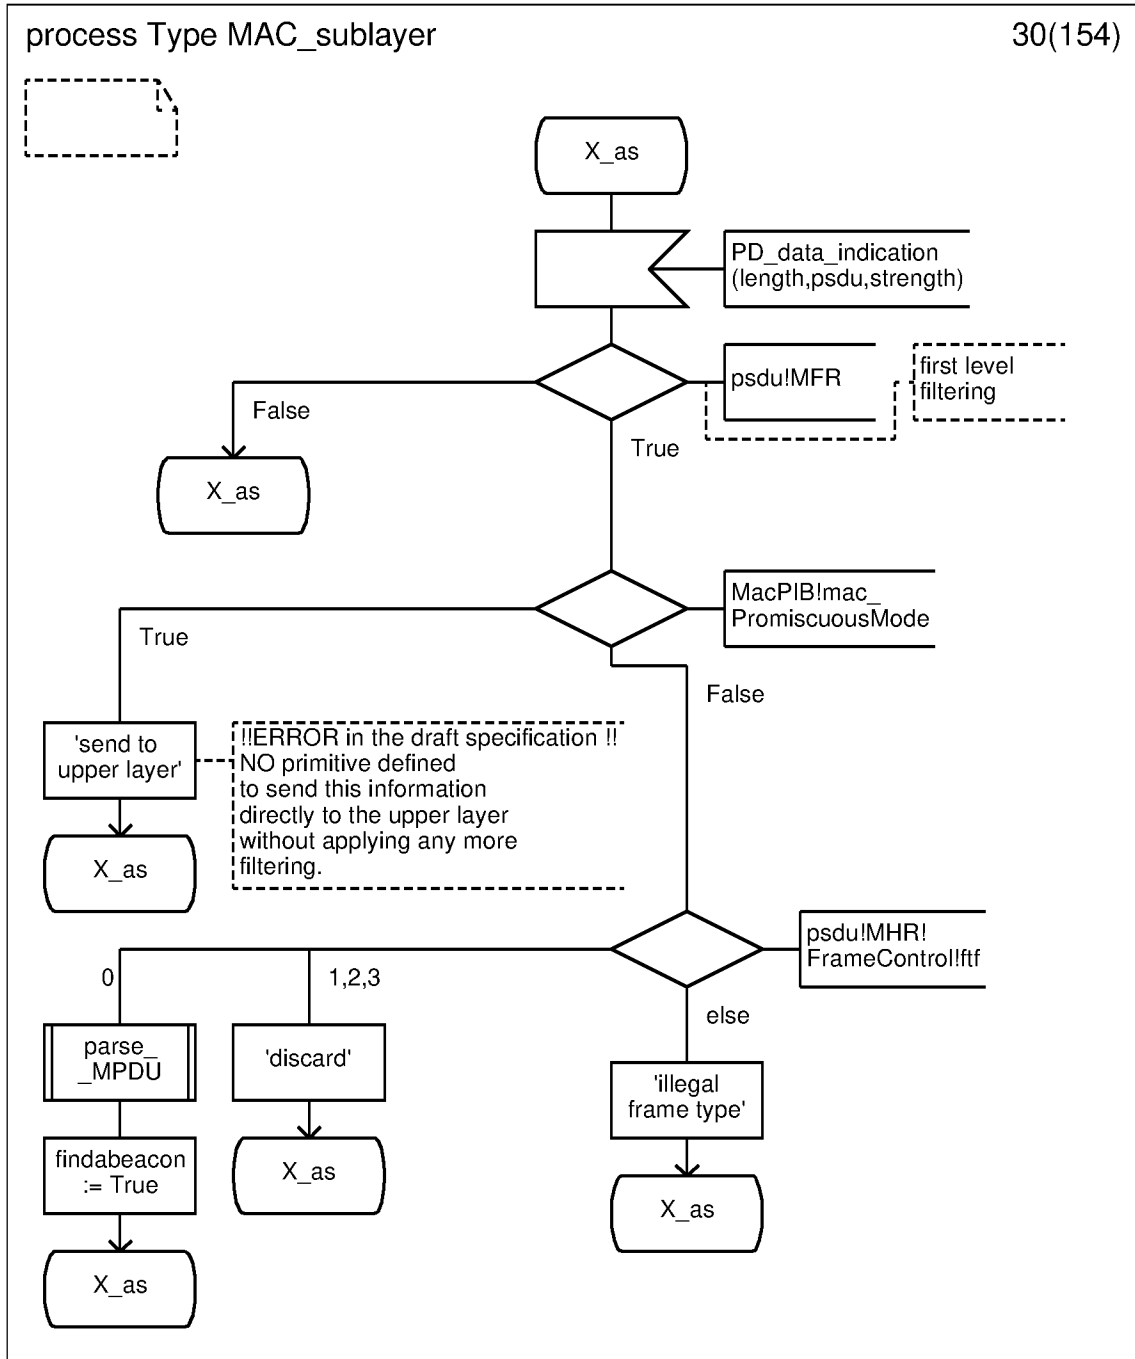 process Type MAC_sublayer
30(154)
X_as
PD_data_indication
(length,psdu,strength)
psdu!MFR
first level
filtering
False
True
X_as
MacPIB!mac_
PromiscuousMode
True
False
'send to
upper layer'
!!ERROR in the draft specification !!
NO primitive defined
to send this information
directly to the upper layer
without applying any more
filtering.
X_as
psdu!MHR!
FrameControl!ftf
0
1,2,3
else
parse_
_MPDU
'discard'
'illegal
frame type'
findabeacon
:= True
X_as
X_as
X_as